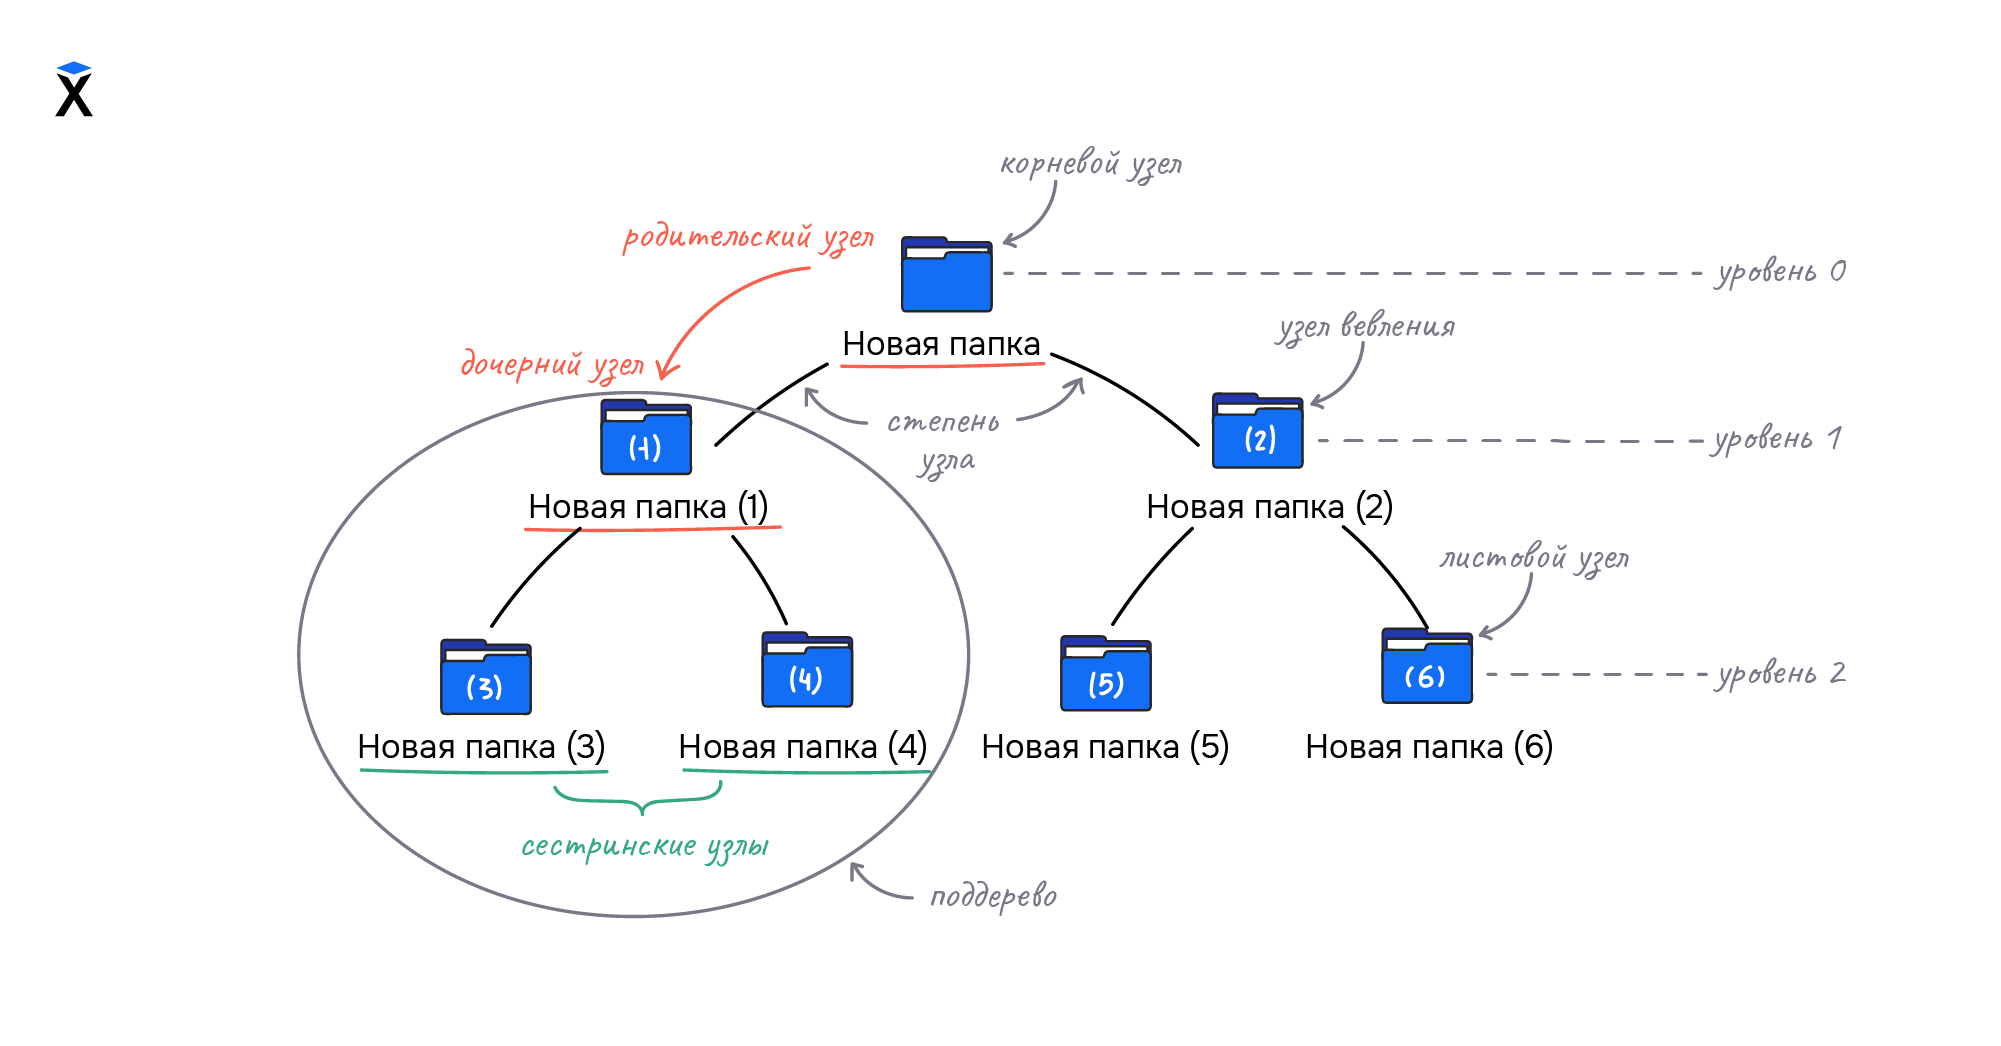 корневой узел
родительский узел
уровень 0
узел вевления
Новая папка
дочерний узел
степень
узла
(1)
(2)
уровень 1
Новая папка (1)
Новая папка (2)
листовой узел
(3)
(4)
(5)
(6)
уровень 2
Новая папка (3)
Новая папка (4)
Новая папка (5)
Новая папка (6)
сестринские узлы
поддерево